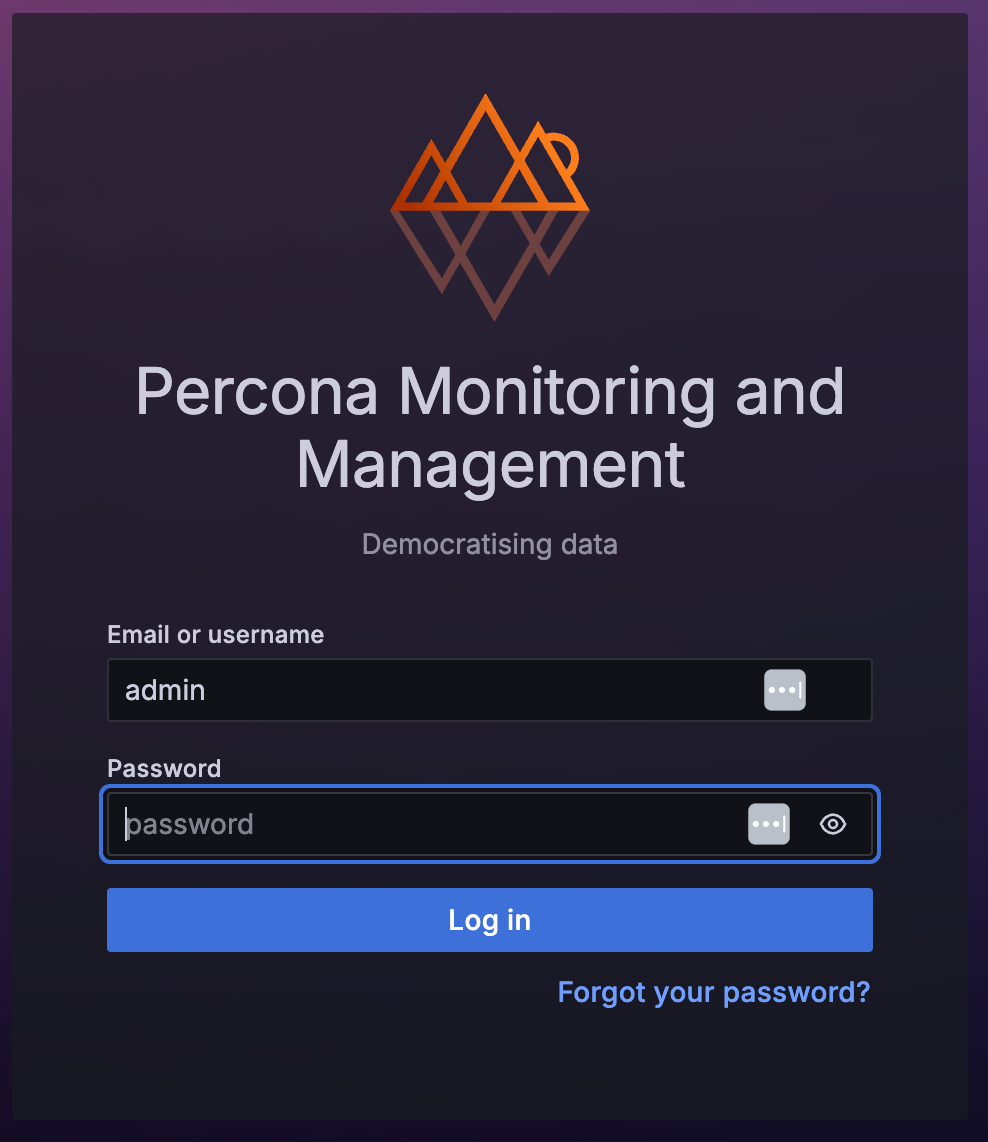 Percona Monitoring and
Management
Democratising data
Email or username
admin
Password
password
Log in
Forgot your password?